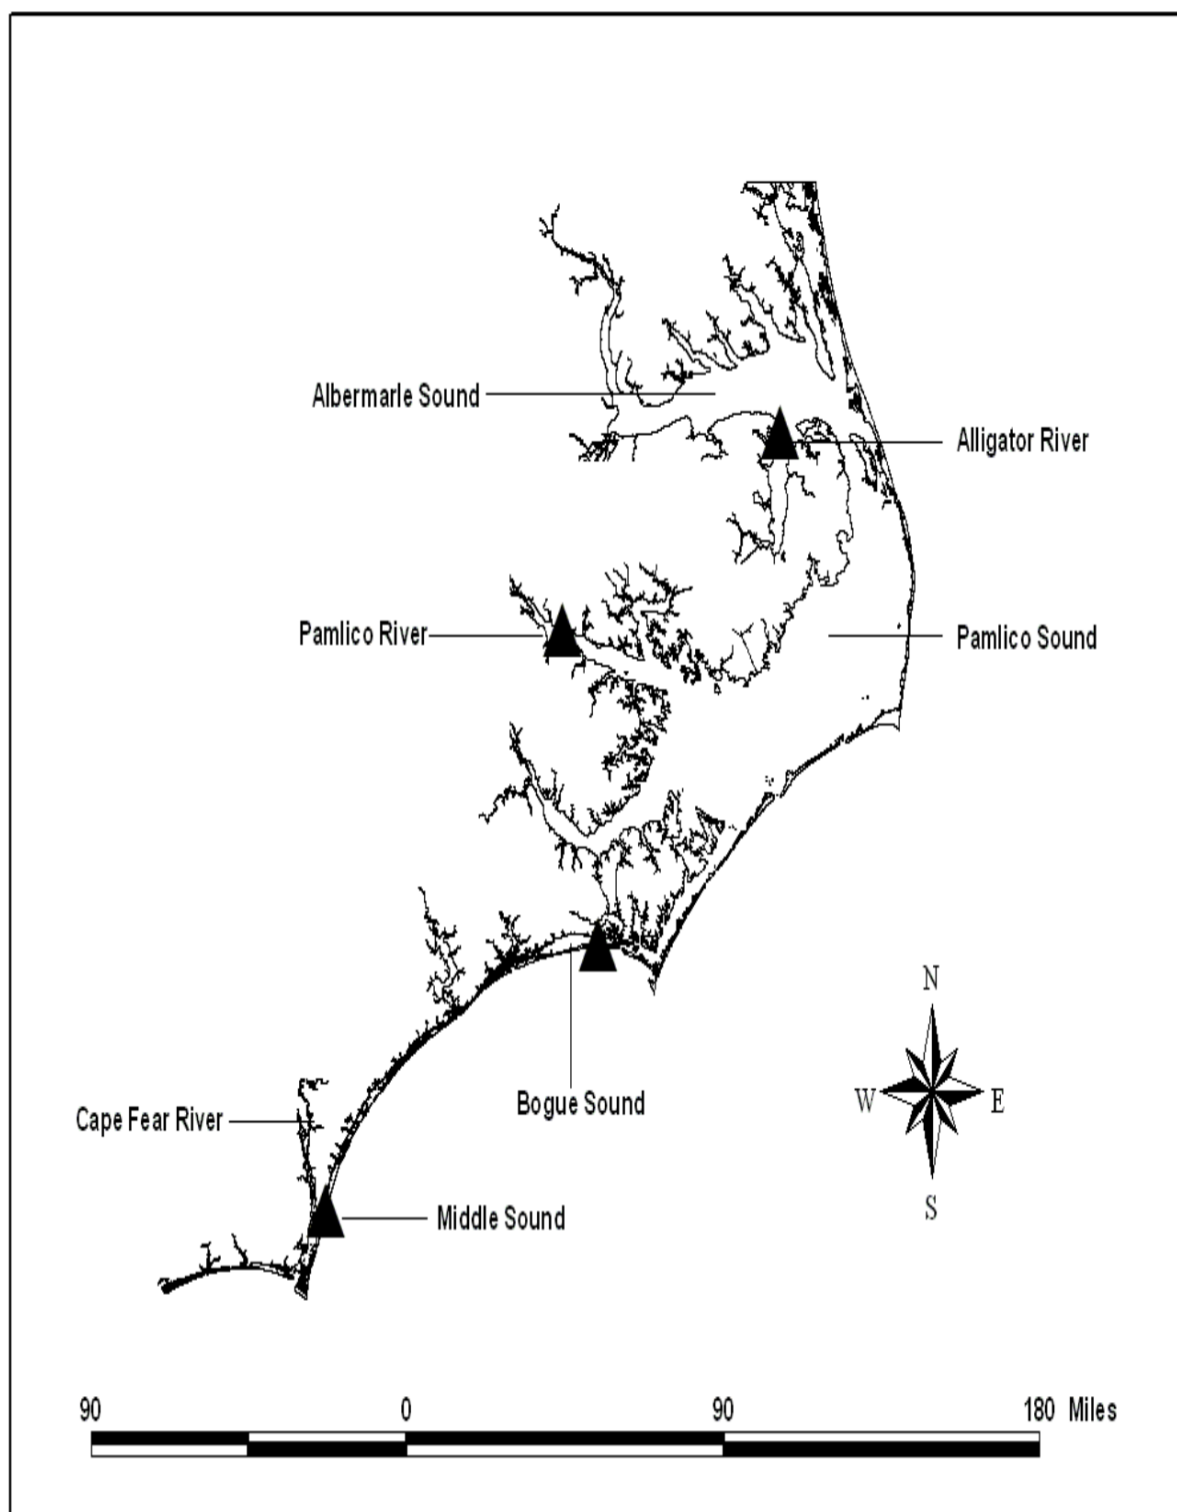 Albermarle Sound
Alligator River
Pamlico River
Pamlico Sound
N
W
E
S
Bogue Sound
Cape Fear River
Middle Sound
90 0 90 180 Miles